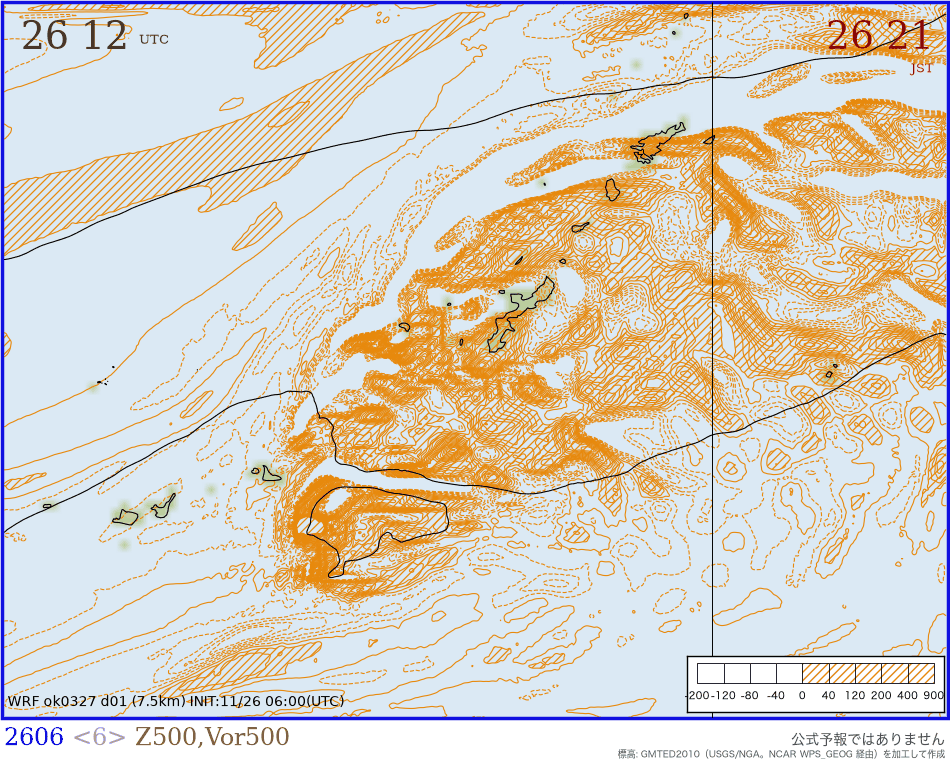 26 12 UTC
26 21
JST
-200 -120 -80 -40 0 40 120 200 400 900
WRF ok0327 d01 (7.5km) INIT:11/26 06:00(UTC)
2606 <6> Z500,Vor500
公式予報ではありません
標高: GMTED2010（USGS/NGA。NCAR WPS_GEOG 経由）を加工して作成